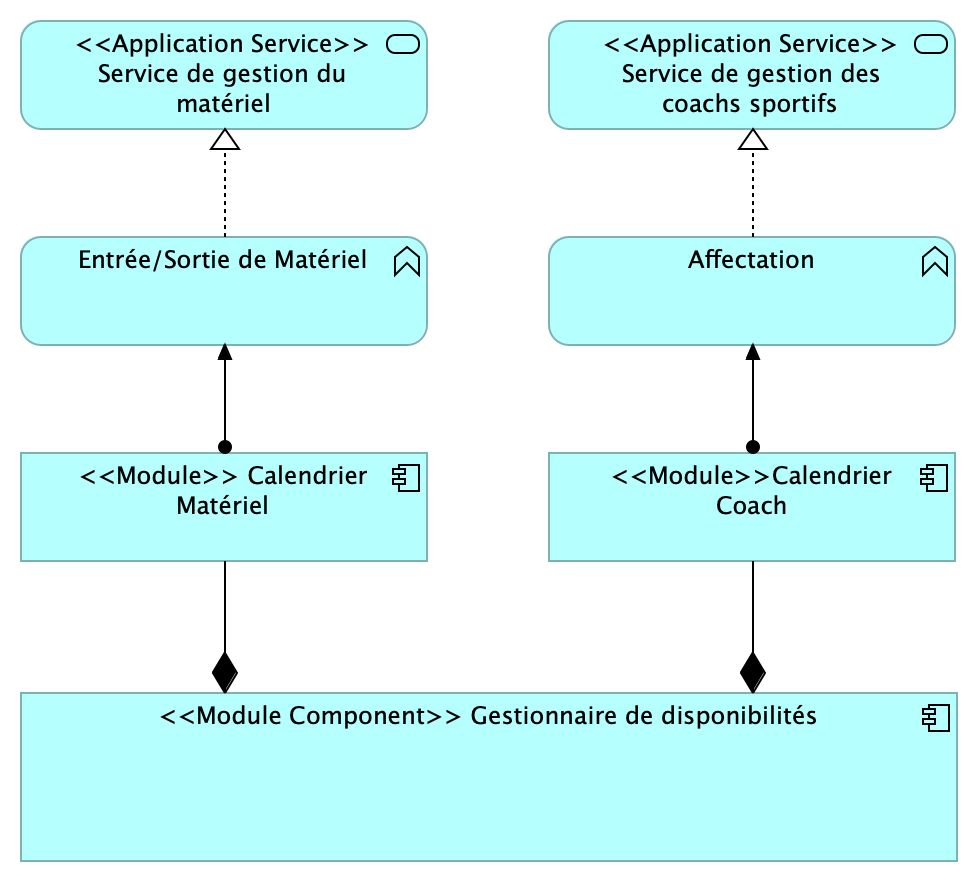 <<Application Service>>
Service de gestion du
matériel
<<Application Service>>
Service de gestion des
coachs sportifs
Entrée/Sortie de Matériel
Affectation
<<Module>> Calendrier
Matériel
<<Module>>Calendrier
Coach
<<Module Component>> Gestionnaire de disponibilités